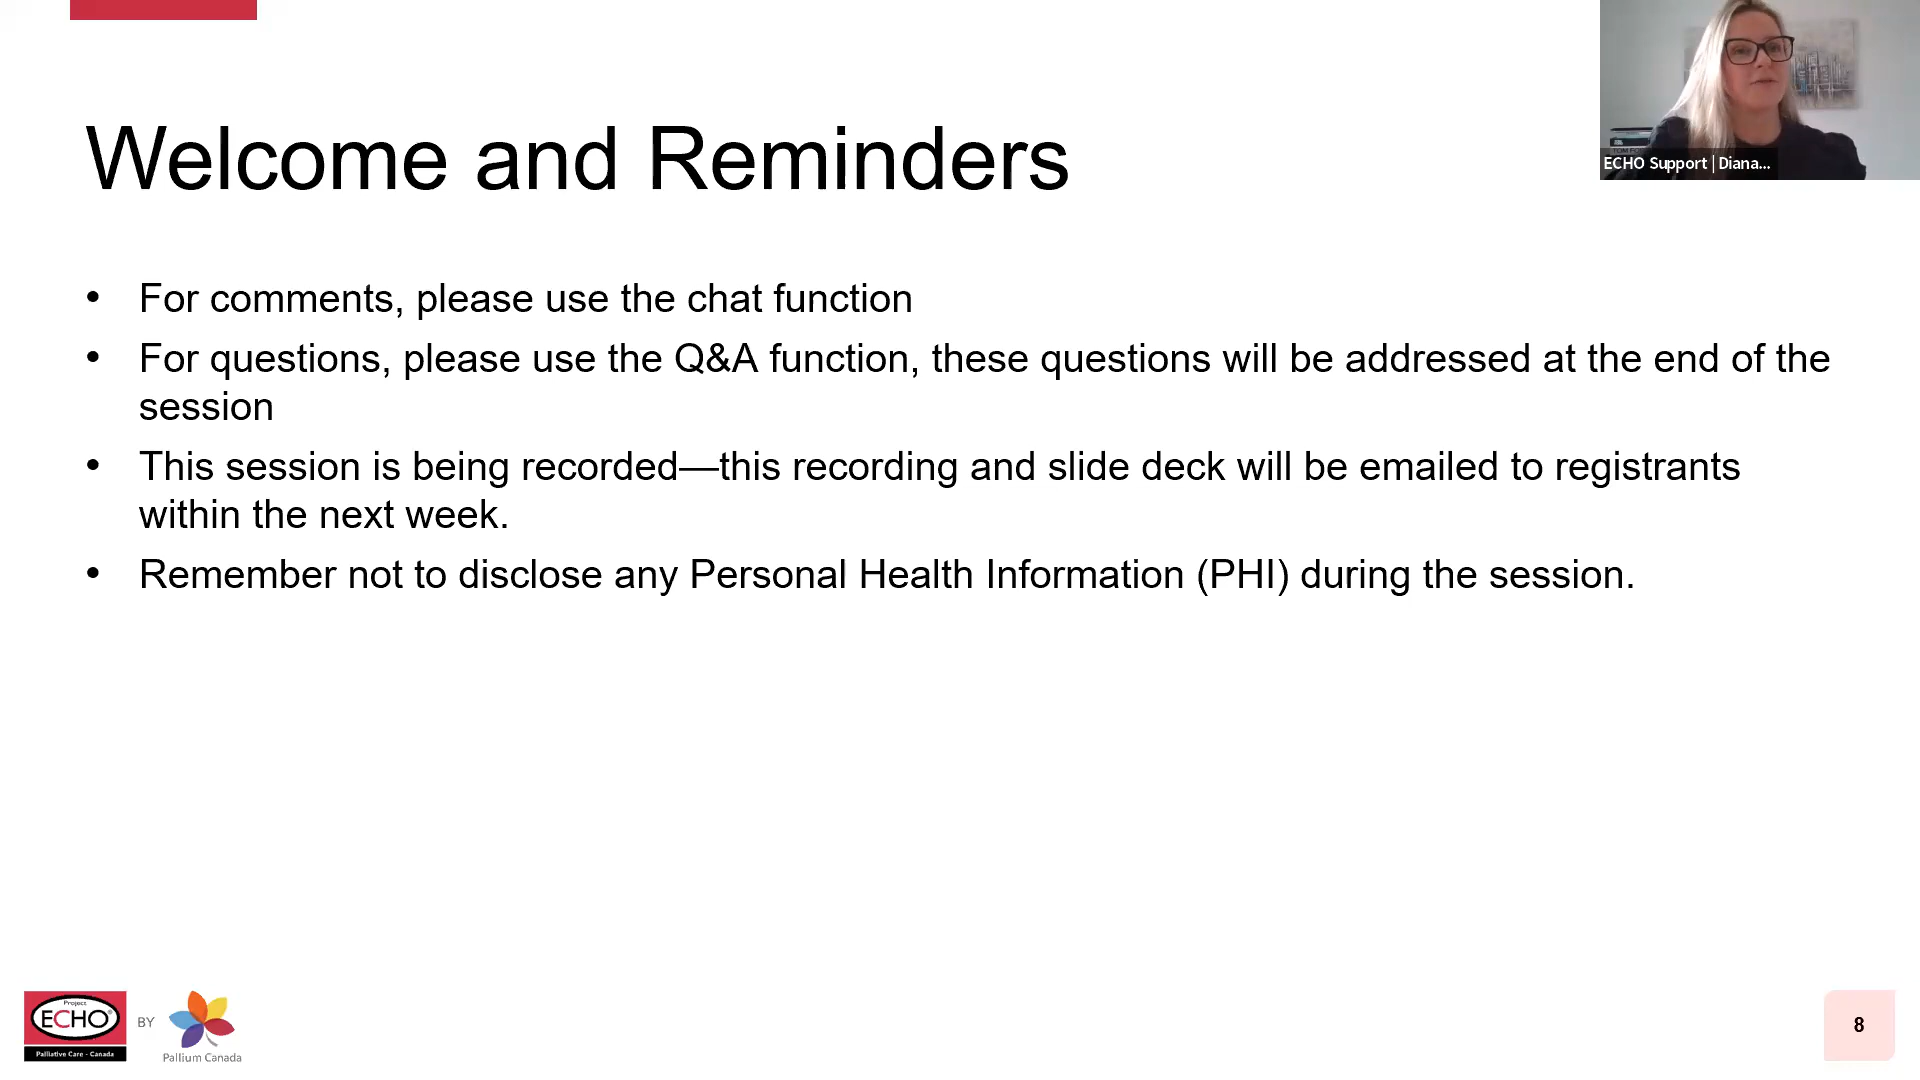 Welcome and Reminders
ECHO Support | Diana...
• For comments, please use the chat function
• For questions, please use the Q&A function, these questions will be addressed at the end of the
session
• This session is being recorded—this recording and slide deck will be emailed to registrants
within the next week.
• Remember not to disclose any Personal Health Information (PHI) during the session.
Project
ECHO®
Palliative Care - Canada
BY
Pallium Canada
8